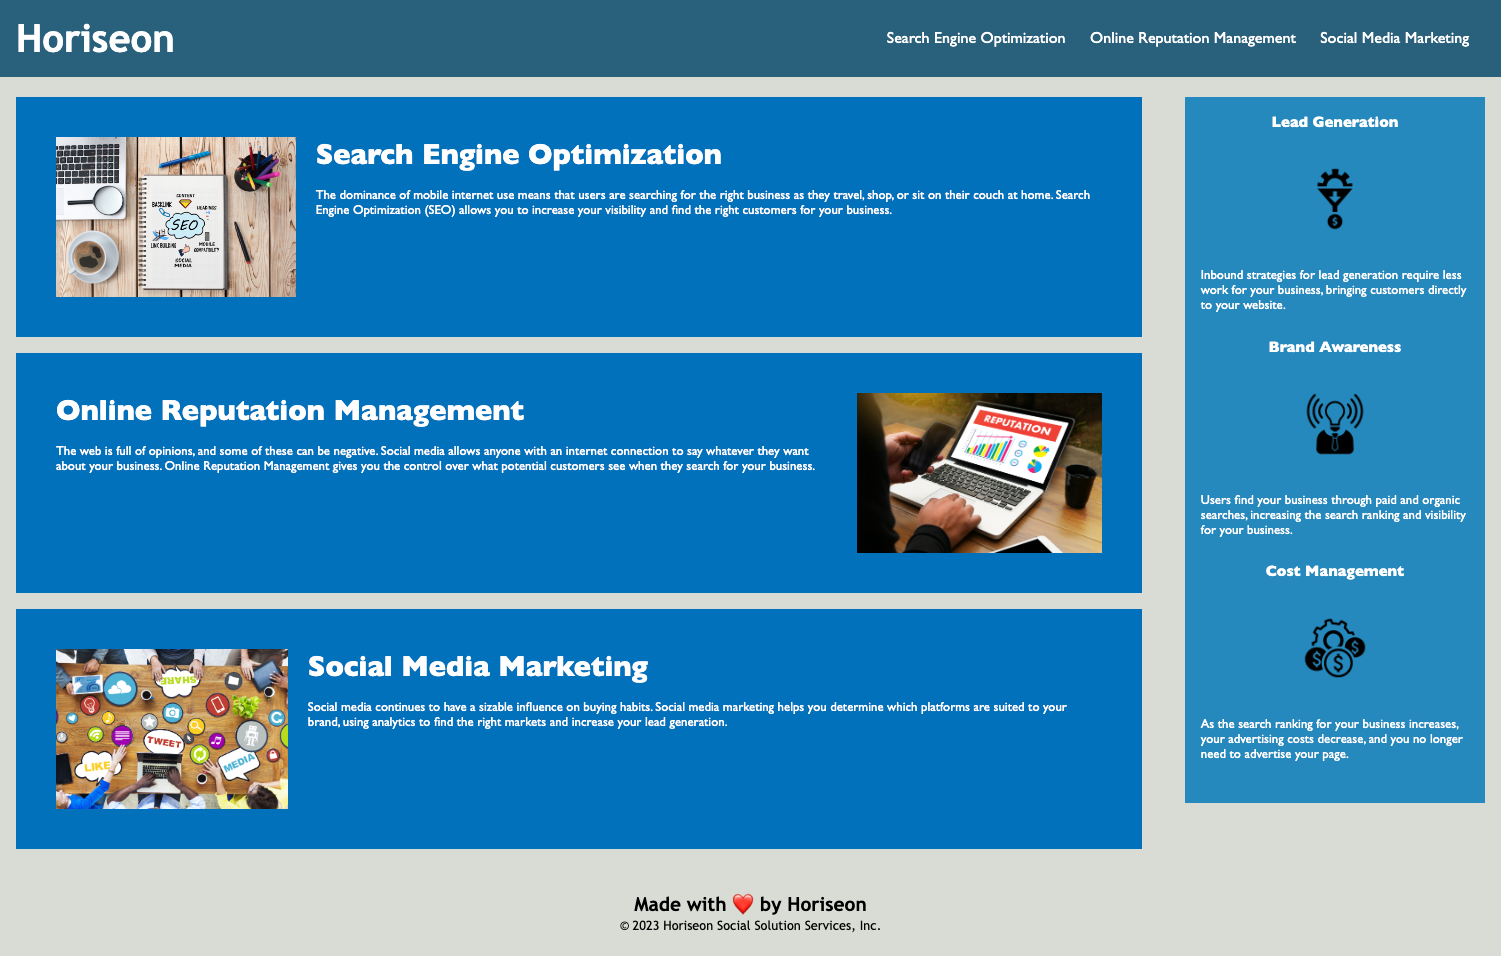 Horiseon
Search Engine Optimization
Online Reputation Management
Social Media Marketing
CONTENT
BACKLINK
HEADINGS
SEO
LINK BUILDING
MOBILE
SOCIAL
MEDIA
Search Engine Optimization
The dominance of mobile internet use means that users are searching for the right business as they travel, shop, or sit on their couch at home. Search
Engine Optimization (SEO) allows you to increase your visibility and find the right customers for your business.
Online Reputation Management
The web is full of opinions, and some of these can be negative. Social media allows anyone with an internet connection to say whatever they want
about your business. Online Reputation Management gives you the control over what potential customers see when they search for your business.
REPUTATION
SHARE
TWEET
LIKE
MEDIA
Social Media Marketing
Social media continues to have a sizable influence on buying habits. Social media marketing helps you determine which platforms are suited to your
brand, using analytics to find the right markets and increase your lead generation.
Lead Generation
$
Inbound strategies for lead generation require less
work for your business, bringing customers directly
to your website.
Brand Awareness
Users find your business through paid and organic
searches, increasing the search ranking and visibility
for your business.
Cost Management
$ $ $
As the search ranking for your business increases,
your advertising costs decrease, and you no longer
need to advertise your page.
Made with ❤️ by Horiseon
© 2023 Horiseon Social Solution Services, Inc.